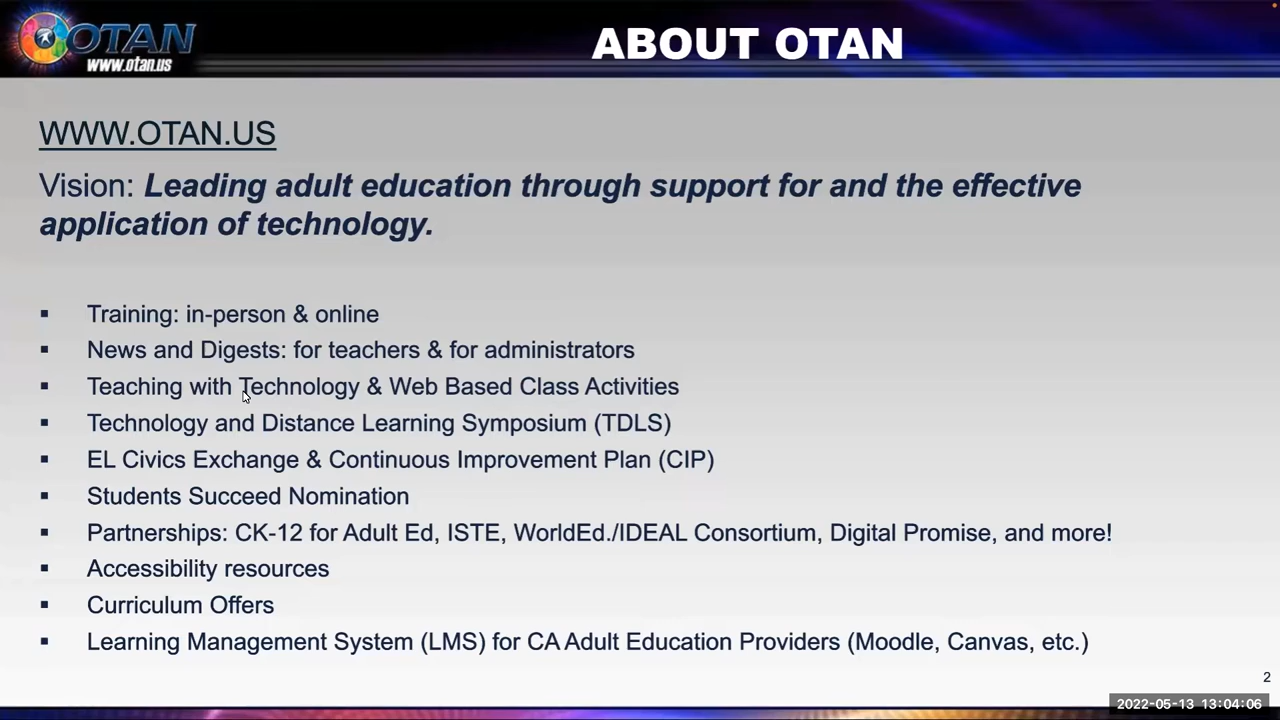 OTAN
www.otan.us
ABOUT OTAN
WWW.OTAN.US
Vision: Leading adult education through support for and the effective
application of technology.
▪ Training: in-person & online
▪ News and Digests: for teachers & for administrators
▪ Teaching with Technology & Web Based Class Activities
▪ Technology and Distance Learning Symposium (TDLS)
▪ EL Civics Exchange & Continuous Improvement Plan (CIP)
▪ Students Succeed Nomination
▪ Partnerships: CK-12 for Adult Ed, ISTE, WorldEd./IDEAL Consortium, Digital Promise, and more!
▪ Accessibility resources
▪ Curriculum Offers
▪ Learning Management System (LMS) for CA Adult Education Providers (Moodle, Canvas, etc.)
2
2022-05-13 13:04:06